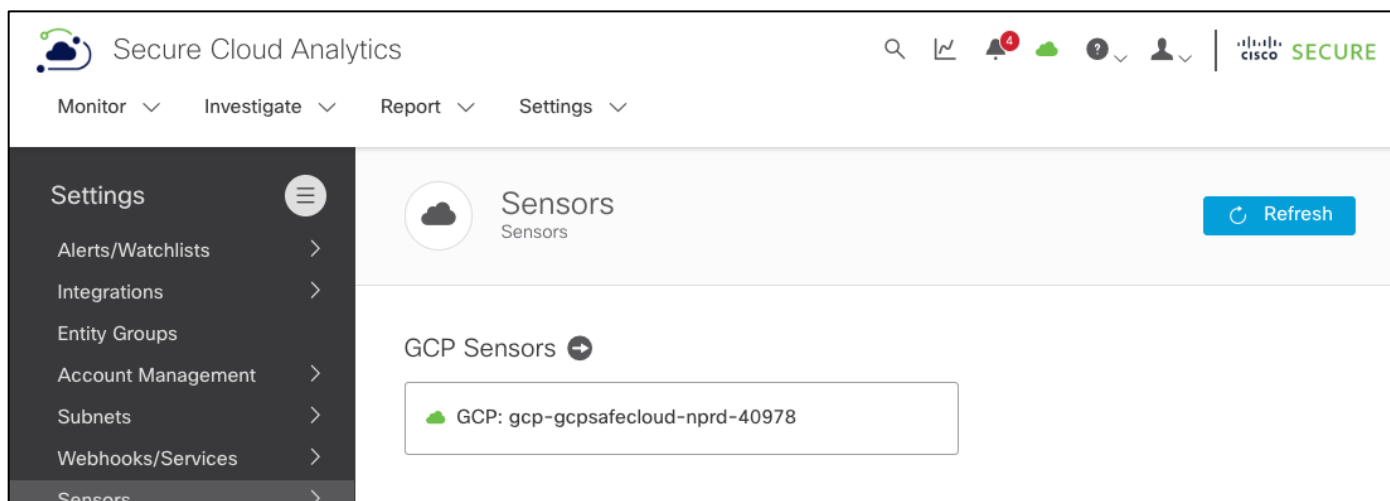 Secure Cloud Analytics
4
?
cisco SECURE
Monitor
Investigate
Report
Settings
Settings
Alerts/Watchlists
Integrations
Entity Groups
Account Management
Subnets
Webhooks/Services
Sensors
Sensors
Sensors
Refresh
GCP Sensors
GCP: gcp-gcpsafecloud-nprd-40978